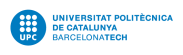 UPC
UNIVERSITAT POLITÈCNICA
DE CATALUNYA
BARCELONATECH